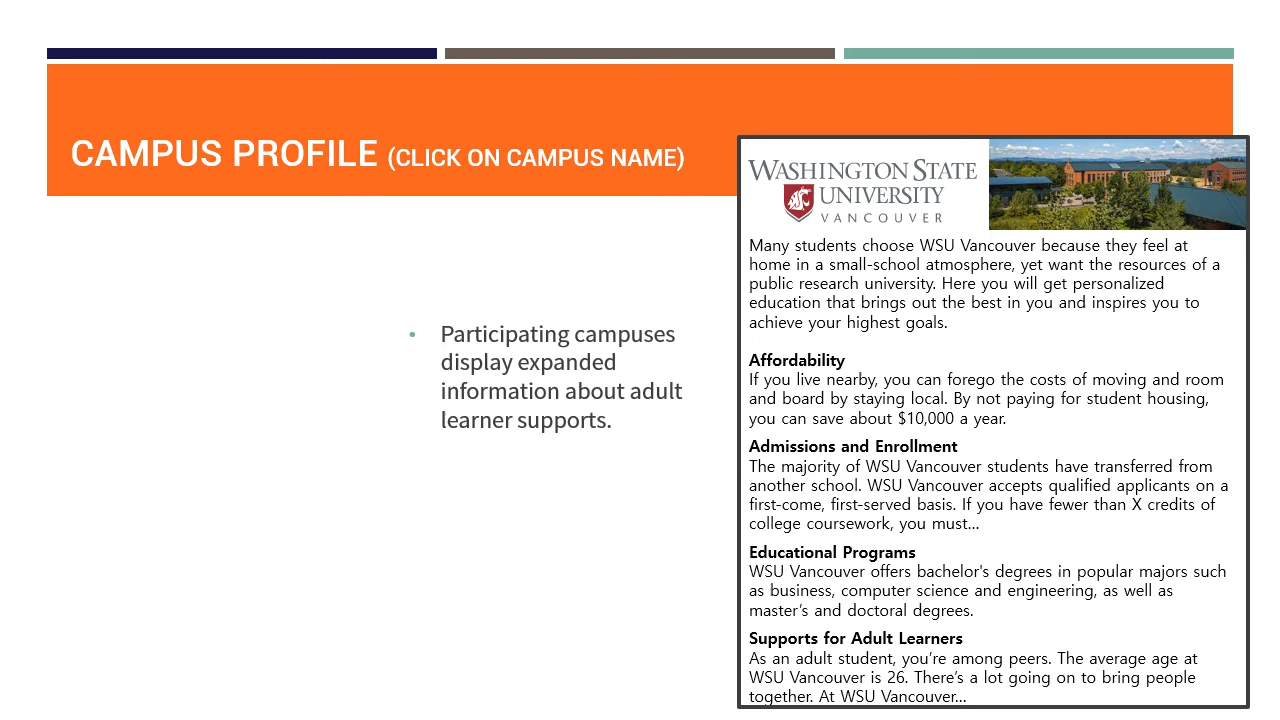 CAMPUS PROFILE (CLICK ON CAMPUS NAME)
• Participating campuses
display expanded
information about adult
learner supports.
WASHINGTON STATE
UNIVERSITY
VANCOUVER
Many students choose WSU Vancouver because they feel at
home in a small-school atmosphere, yet want the resources of a
public research university. Here you will get personalized
education that brings out the best in you and inspires you to
achieve your highest goals.
Affordability
If you live nearby, you can forego the costs of moving and room
and board by staying local. By not paying for student housing,
you can save about $10,000 a year.
Admissions and Enrollment
The majority of WSU Vancouver students have transferred from
another school. WSU Vancouver accepts qualified applicants on a
first-come, first-served basis. If you have fewer than X credits of
college coursework, you must...
Educational Programs
WSU Vancouver offers bachelor's degrees in popular majors such
as business, computer science and engineering, as well as
master’s and doctoral degrees.
Supports for Adult Learners
As an adult student, you’re among peers. The average age at
WSU Vancouver is 26. There’s a lot going on to bring people
together. At WSU Vancouver...